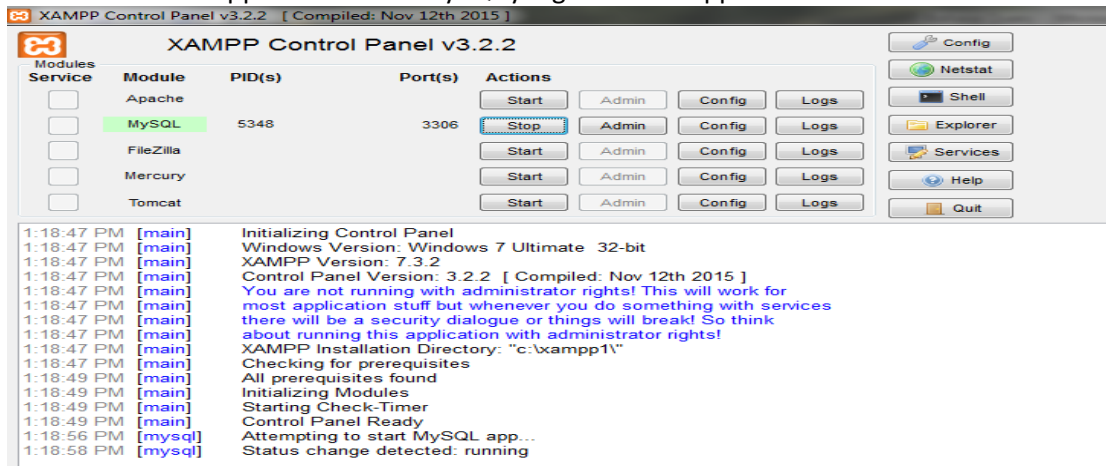 XAMPP Control Panel v3.2.2 [ Compiled: Nov 12th 2015 ]
XAMPP Control Panel v3.2.2
Config
Modules
Service Module PID(s) Port(s) Actions
Netstat
Apache Start Admin Config Logs
Shell
MySQL 5348 3306 Stop Admin Config Logs
Explorer
FileZilla Start Admin Config Logs
Services
Mercury Start Admin Config Logs
Help
Tomcat Start Admin Config Logs
Quit
1:18:47 PM [main] Initializing Control Panel
1:18:47 PM [main] Windows Version: Windows 7 Ultimate 32-bit
1:18:47 PM [main] XAMPP Version: 7.3.2
1:18:47 PM [main] Control Panel Version: 3.2.2 [ Compiled: Nov 12th 2015 ]
1:18:47 PM [main] You are not running with administrator rights! This will work for
1:18:47 PM [main] most application stuff but whenever you do something with services
1:18:47 PM [main] there will be a security dialogue or things will break! So think
1:18:47 PM [main] about running this application with administrator rights!
1:18:47 PM [main] XAMPP Installation Directory: "c:\xampp1\"
1:18:47 PM [main] Checking for prerequisites
1:18:49 PM [main] All prerequisites found
1:18:49 PM [main] Initializing Modules
1:18:49 PM [main] Starting Check-Timer
1:18:49 PM [main] Control Panel Ready
1:18:56 PM [mysql] Attempting to start MySQL app...
1:18:58 PM [mysql] Status change detected: running